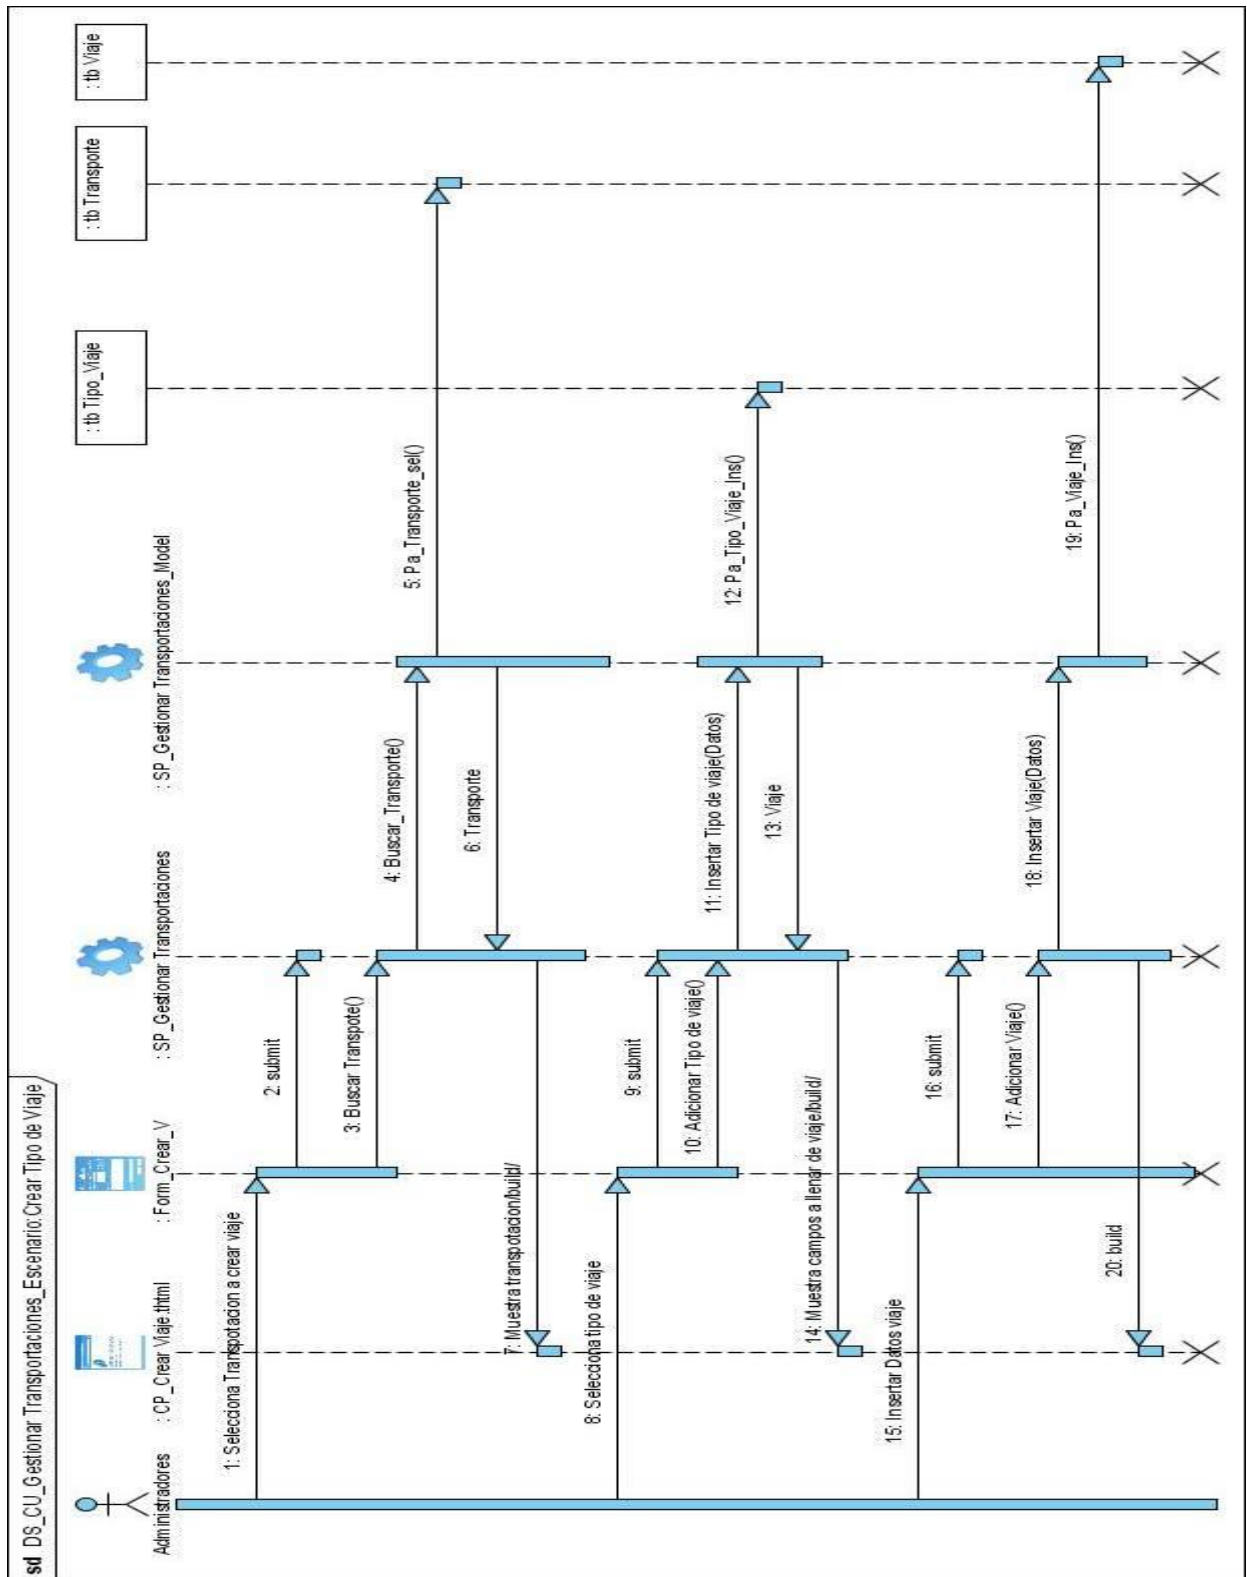 sd DS_CU_Gestionar Transportaciones_Escenario:Crear Tipo de Viaje
Administradores
: CP_Crear Viaje.thtml
: Form_Crear_V
: SP_Gestionar Transportaciones
: SP_Gestionar Transportaciones_Model
: tb Tipo_Viaje
: tb Transporte
: tb Viaje
1: Selecciona Transpotacion a crear viaje
2: submit
3: Buscar Transpote()
4: Buscar_Transporte()
5: Pa_Transporte_sel()
6: Transporte
7: Muestra transpotacion/build/
8: Selecciona tipo de viaje
9: submit
10: Adicionar Tipo de viaje()
11: Insertar Tipo de viaje(Datos)
12: Pa_Tipo_Viaje_Ins()
13: Viaje
14: Muestra campos a llenar de viaje/build/
15: Insertar Datos viaje
16: submit
17: Adicionar Viaje()
18: Insertar Viaje(Datos)
19: Pa_Viaje_Ins()
20: build